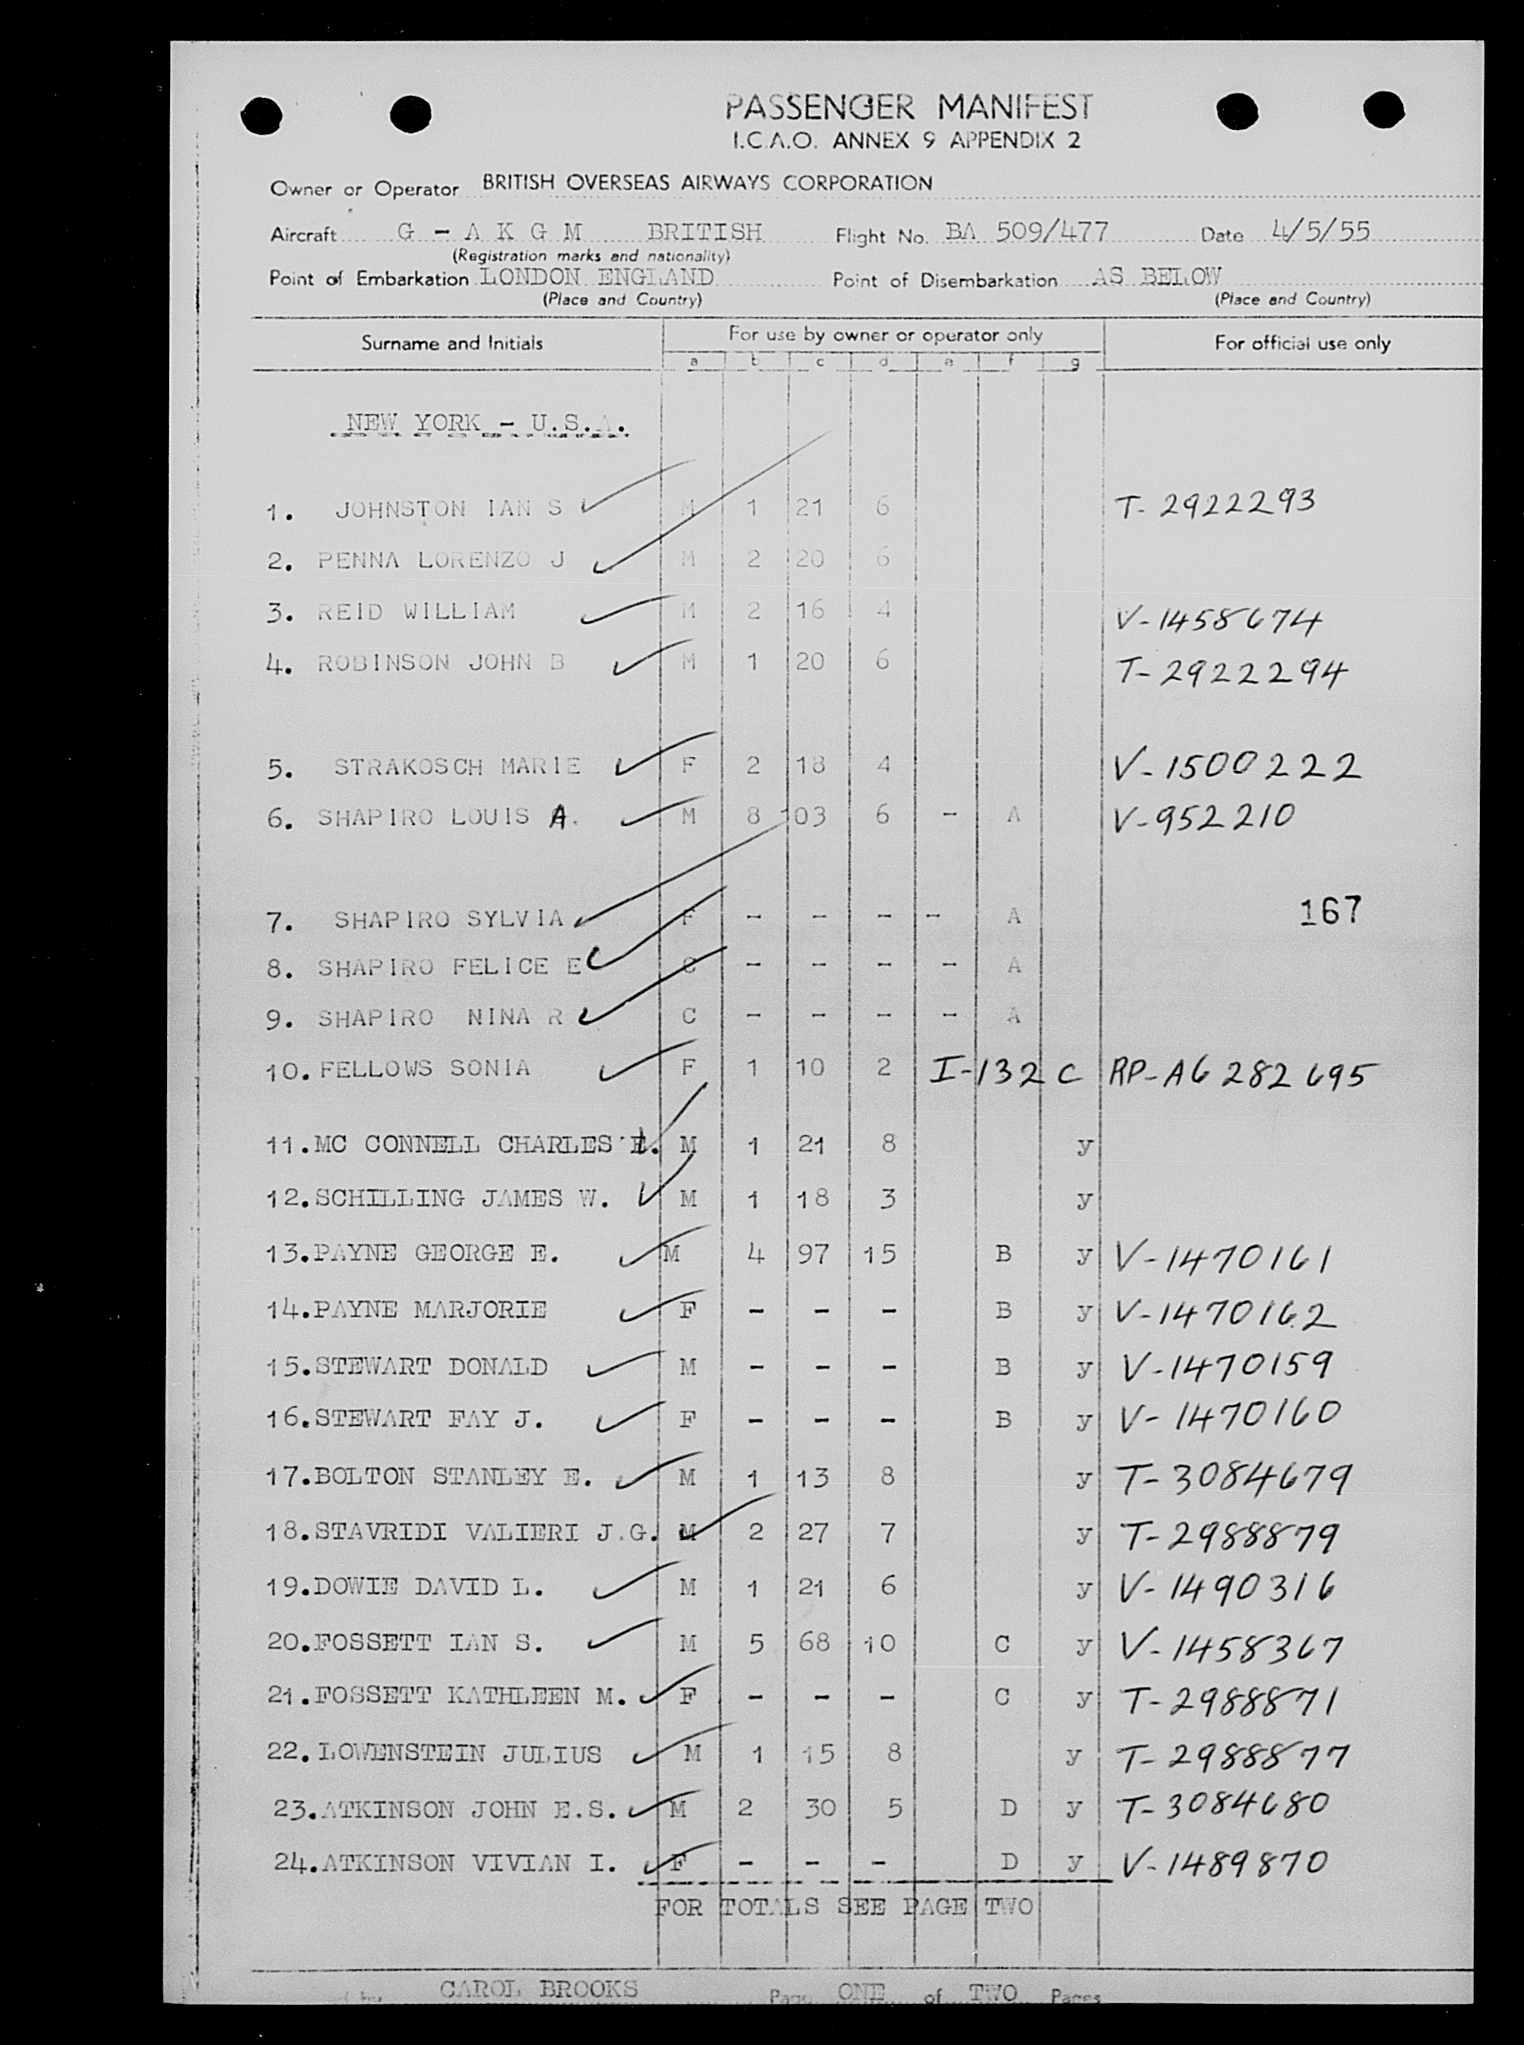 PASSENGER MANIFEST
I.C.A.O. ANNEX 9 APPENDIX 2
Owner or Operator BRITISH OVERSEAS AIRWAYS CORPORATION
Aircraft G - A K G M BRITISH Flight No. BA 509/477 Date 4/5/55
(Registration marks and nationality)
Point of Embarkation LONDON ENGLAND Point of Disembarkation AS BELOW
(Place and Country) (Place and Country)
Surname and Initials For use by owner or operator only For official use only
a b c d e f g
NEW YORK - U.S.A.
1. JOHNSTON IAN S M 1 21 6 T-2922293
2. PENNA LORENZO J M 2 20 6
3. REID WILLIAM M 2 16 4 V-1458674
4. ROBINSON JOHN B M 1 20 6 T-2922294
5. STRAKOSCH MARIE F 2 18 4 V-1500222
6. SHAPIRO LOUIS A. M 8 103 6 - A V-952210
7. SHAPIRO SYLVIA F - - - - A 167
8. SHAPIRO FELICE E C - - - - A
9. SHAPIRO NINA R C - - - - A
10. FELLOWS SONIA F 1 10 2 I-132 C RP-A6 282 695
11. MC CONNELL CHARLES E. M 1 21 8 y
12. SCHILLING JAMES W. M 1 18 3 y
13. PAYNE GEORGE E. M 4 97 15 B y V-1470161
14. PAYNE MARJORIE F - - - B y V-1470162
15. STEWART DONALD M - - - B y V-1470159
16. STEWART FAY J. F - - - B y V-1470160
17. BOLTON STANLEY E. M 1 13 8 y T-3084679
18. STAVRIDI VALIERI J.G. M 2 27 7 y T-2988879
19. DOWIE DAVID L. M 1 21 6 y V-1490316
20. FOSSETT IAN S. M 5 68 10 C y V-1458367
21. FOSSETT KATHLEEN M. F - - - C y T-2988871
22. LOWENSTEIN JULIUS M 1 15 8 y T-2988877
23. ATKINSON JOHN E.S. M 2 30 5 D y T-3084680
24. ATKINSON VIVIAN I. F - - - D y V-1489870
FOR TOTALS SEE PAGE TWO
by CAROL BROOKS Page ONE of TWO Pages